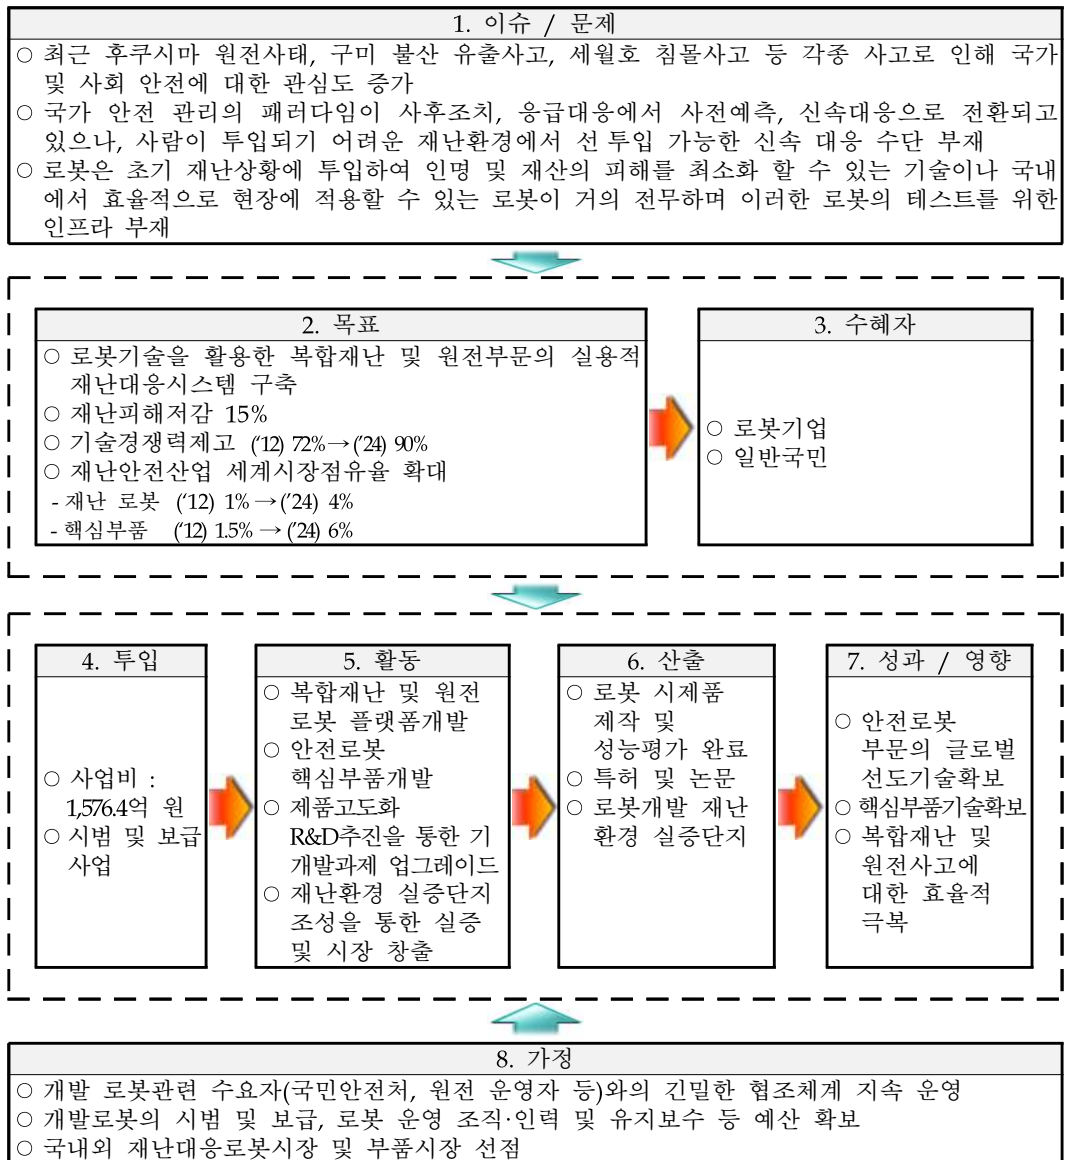 1. 이슈 / 문제
○ 최근 후쿠시마 원전사태, 구미 불산 유출사고, 세월호 침몰사고 등 각종 사고로 인해 국가
및 사회 안전에 대한 관심도 증가
○ 국가 안전 관리의 패러다임이 사후조치, 응급대응에서 사전예측, 신속대응으로 전환되고
있으나, 사람이 투입되기 어려운 재난환경에서 선 투입 가능한 신속 대응 수단 부재
○ 로봇은 초기 재난상황에 투입하여 인명 및 재산의 피해를 최소화 할 수 있는 기술이나 국내
에서 효율적으로 현장에 적용할 수 있는 로봇이 거의 전무하며 이러한 로봇의 테스트를 위한
인프라 부재
2. 목표
○ 로봇기술을 활용한 복합재난 및 원전부문의 실용적
재난대응시스템 구축
○ 재난피해저감 15%
○ 기술경쟁력제고 (‘12) 72%→(’24) 90%
○ 재난안전산업 세계시장점유율 확대
- 재난 로봇 (‘12) 1%→(’24) 4%
- 핵심부품 (‘12) 1.5%→(’24) 6%
3. 수혜자
○ 로봇기업
○ 일반국민
4. 투입
○ 사업비 :
1,576.4억 원
○ 시범 및 보급
사업
5. 활동
○ 복합재난 및 원전
로봇 플랫폼개발
○ 안전로봇
핵심부품개발
○ 제품고도화
R&D추진을 통한 기
개발과제 업그레이드
○ 재난환경 실증단지
조성을 통한 실증
및 시장 창출
6. 산출
○ 로봇 시제품
제작 및
성능평가 완료
○ 특허 및 논문
○ 로봇개발 재난
환경 실증단지
7. 성과 / 영향
○ 안전로봇
부문의 글로벌
선도기술확보
○ 핵심부품기술확보
○ 복합재난 및
원전사고에
대한 효율적
극복
8. 가정
○ 개발 로봇관련 수요자(국민안전처, 원전 운영자 등)와의 긴밀한 협조체계 지속 운영
○ 개발로봇의 시범 및 보급, 로봇 운영 조직·인력 및 유지보수 등 예산 확보
○ 국내외 재난대응로봇시장 및 부품시장 선점